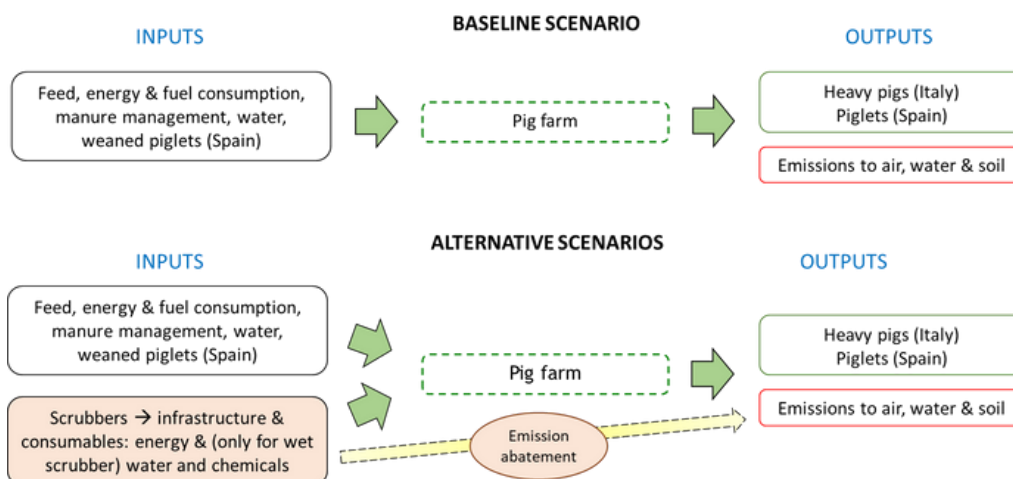 BASELINE SCENARIO
INPUTS
OUTPUTS
Feed, energy & fuel consumption,
manure management, water,
weaned piglets (Spain)
Pig farm
Heavy pigs (Italy)
Piglets (Spain)
Emissions to air, water & soil
ALTERNATIVE SCENARIOS
INPUTS
OUTPUTS
Feed, energy & fuel consumption,
manure management, water,
weaned piglets (Spain)
Pig farm
Heavy pigs (Italy)
Piglets (Spain)
Scrubbers → infrastructure &
consumables: energy & (only for wet
scrubber) water and chemicals
Emission
abatement
Emissions to air, water & soil